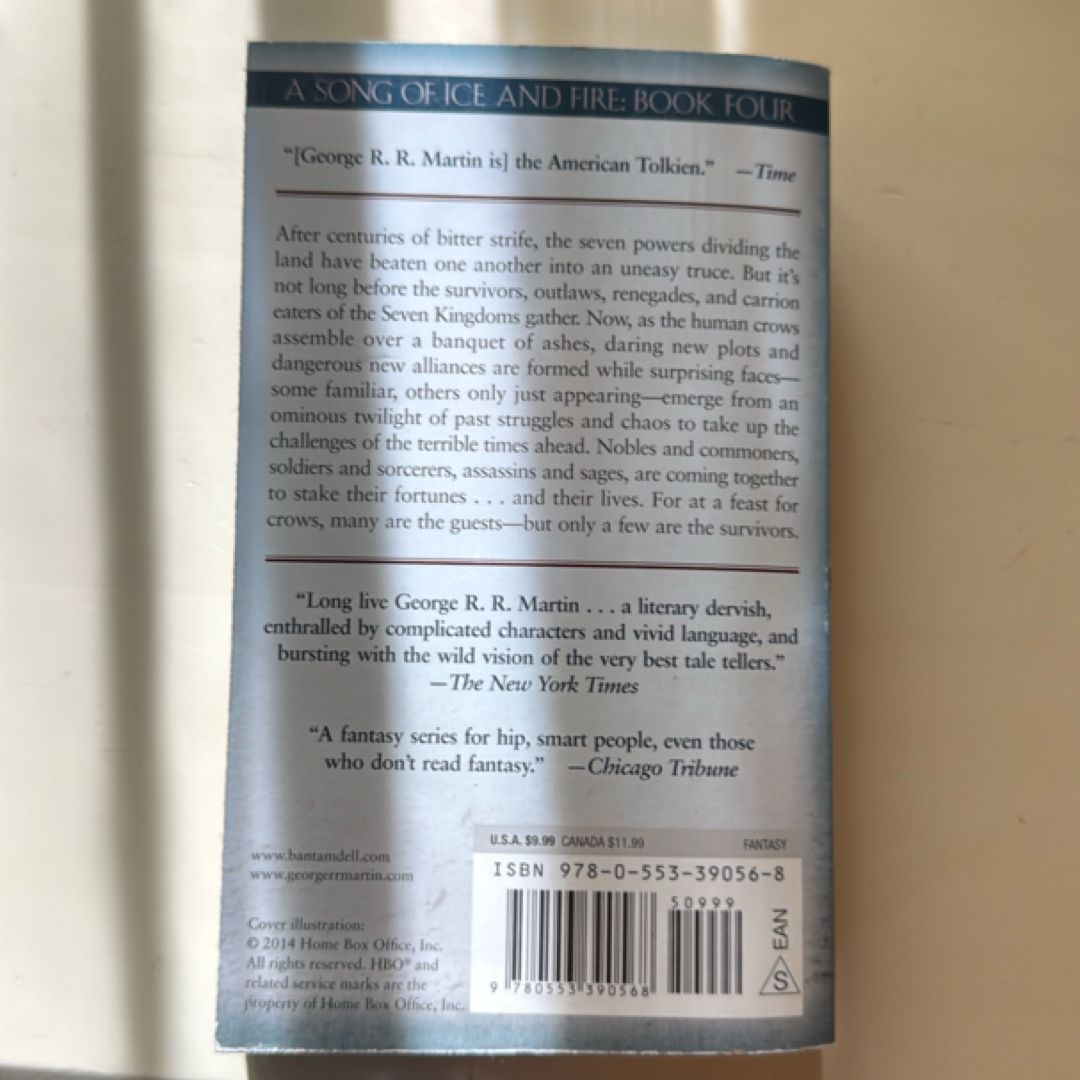 A SONG OF ICE AND FIRE: BOOK FOUR
“[George R. R. Martin is] the American Tolkien.” —Time
After centuries of bitter strife, the seven powers dividing the
land have beaten one another into an uneasy truce. But it’s
not long before the survivors, outlaws, renegades, and carrion
eaters of the Seven Kingdoms gather. Now, as the human crows
assemble over a banquet of ashes, daring new plots and
dangerous new alliances are formed while surprising faces—
some familiar, others only just appearing—emerge from an
ominous twilight of past struggles and chaos to take up the
challenges of the terrible times ahead. Nobles and commoners,
soldiers and sorcerers, assassins and sages, are coming together
to stake their fortunes . . . and their lives. For at a feast for
crows, many are the guests—but only a few are the survivors.
“Long live George R. R. Martin . . . a literary dervish,
enthralled by complicated characters and vivid language, and
bursting with the wild vision of the very best tale tellers.”
—The New York Times
“A fantasy series for hip, smart people, even those
who don’t read fantasy.” —Chicago Tribune
U.S.A. $9.99 CANADA $11.99 FANTASY
ISBN 978-0-553-39056-8
50999
9 780553 390568
EAN
S
www.bantamdell.com
www.georgerrmartin.com
Cover illustration:
© 2014 Home Box Office, Inc.
All rights reserved. HBO® and
related service marks are the
property of Home Box Office, Inc.